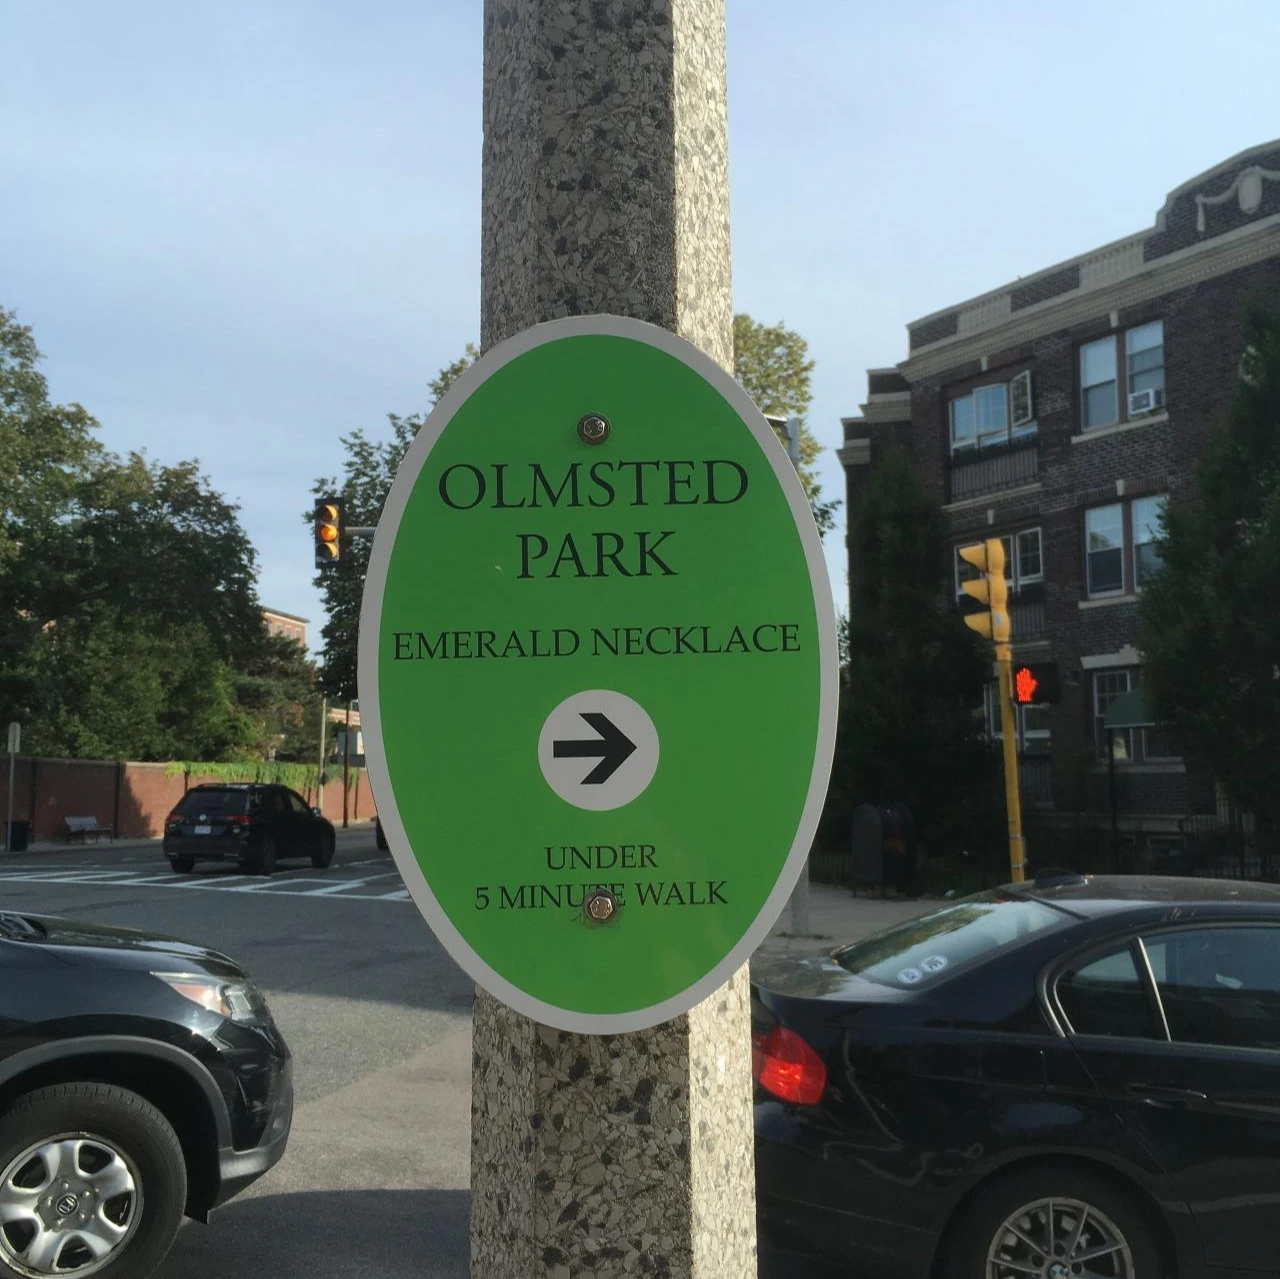 OLMSTED
PARK
EMERALD NECKLACE
UNDER
5 MINUTE WALK